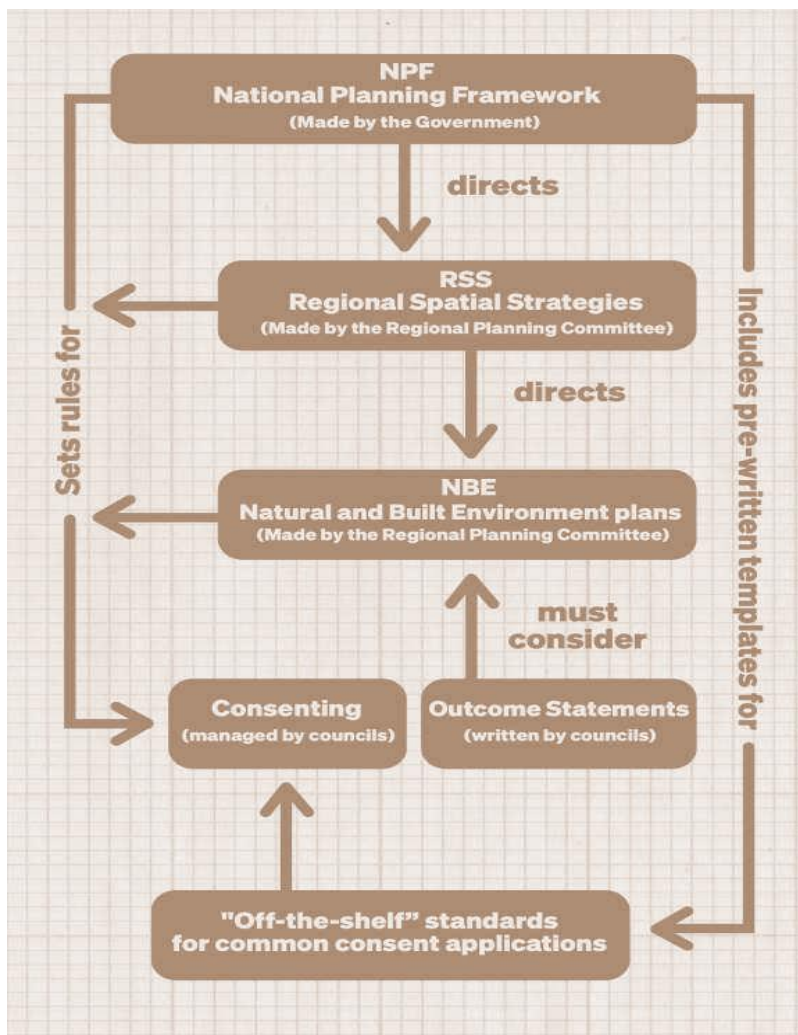 NPF
National Planning Framework
(Made by the Government)
directs
RSS
Regional Spatial Strategies
(Made by the Regional Planning Committee)
directs
NBE
Natural and Built Environment plans
(Made by the Regional Planning Committee)
must
consider
Consenting
(managed by councils)
Outcome Statements
(written by councils)
"Off-the-shelf” standards
for common consent applications
Sets rules for
Includes pre-written templates for